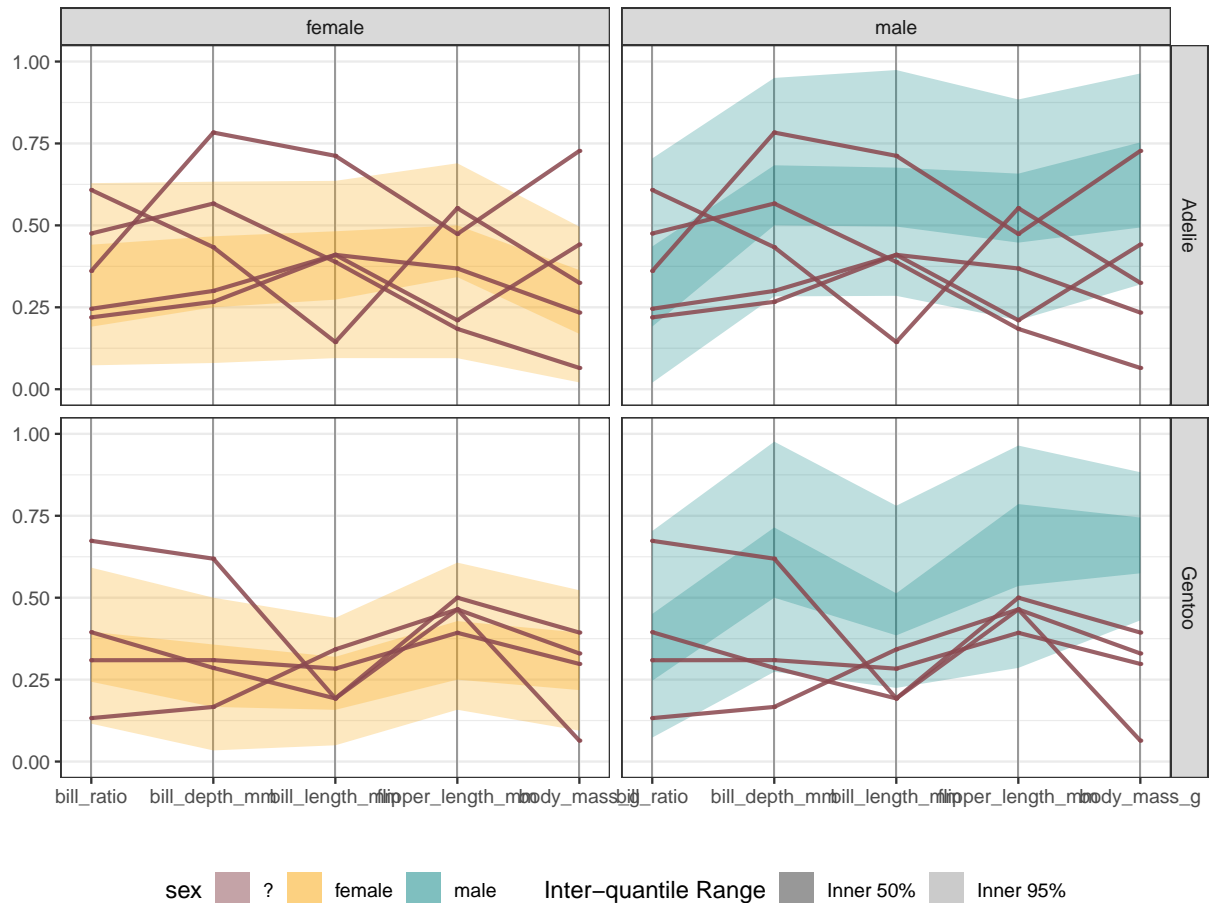 female male
1.00
0.75
0.50
0.25
0.00
Adelie
1.00
0.75
0.50
0.25
0.00
Gentoo
bill_ratio bill_depth_mm bill_length_mm flipper_length_mm body_mass_g bill_ratio bill_depth_mm bill_length_mm flipper_length_mm body_mass_g
sex ? female male Inter−quantile Range Inner 50% Inner 95%